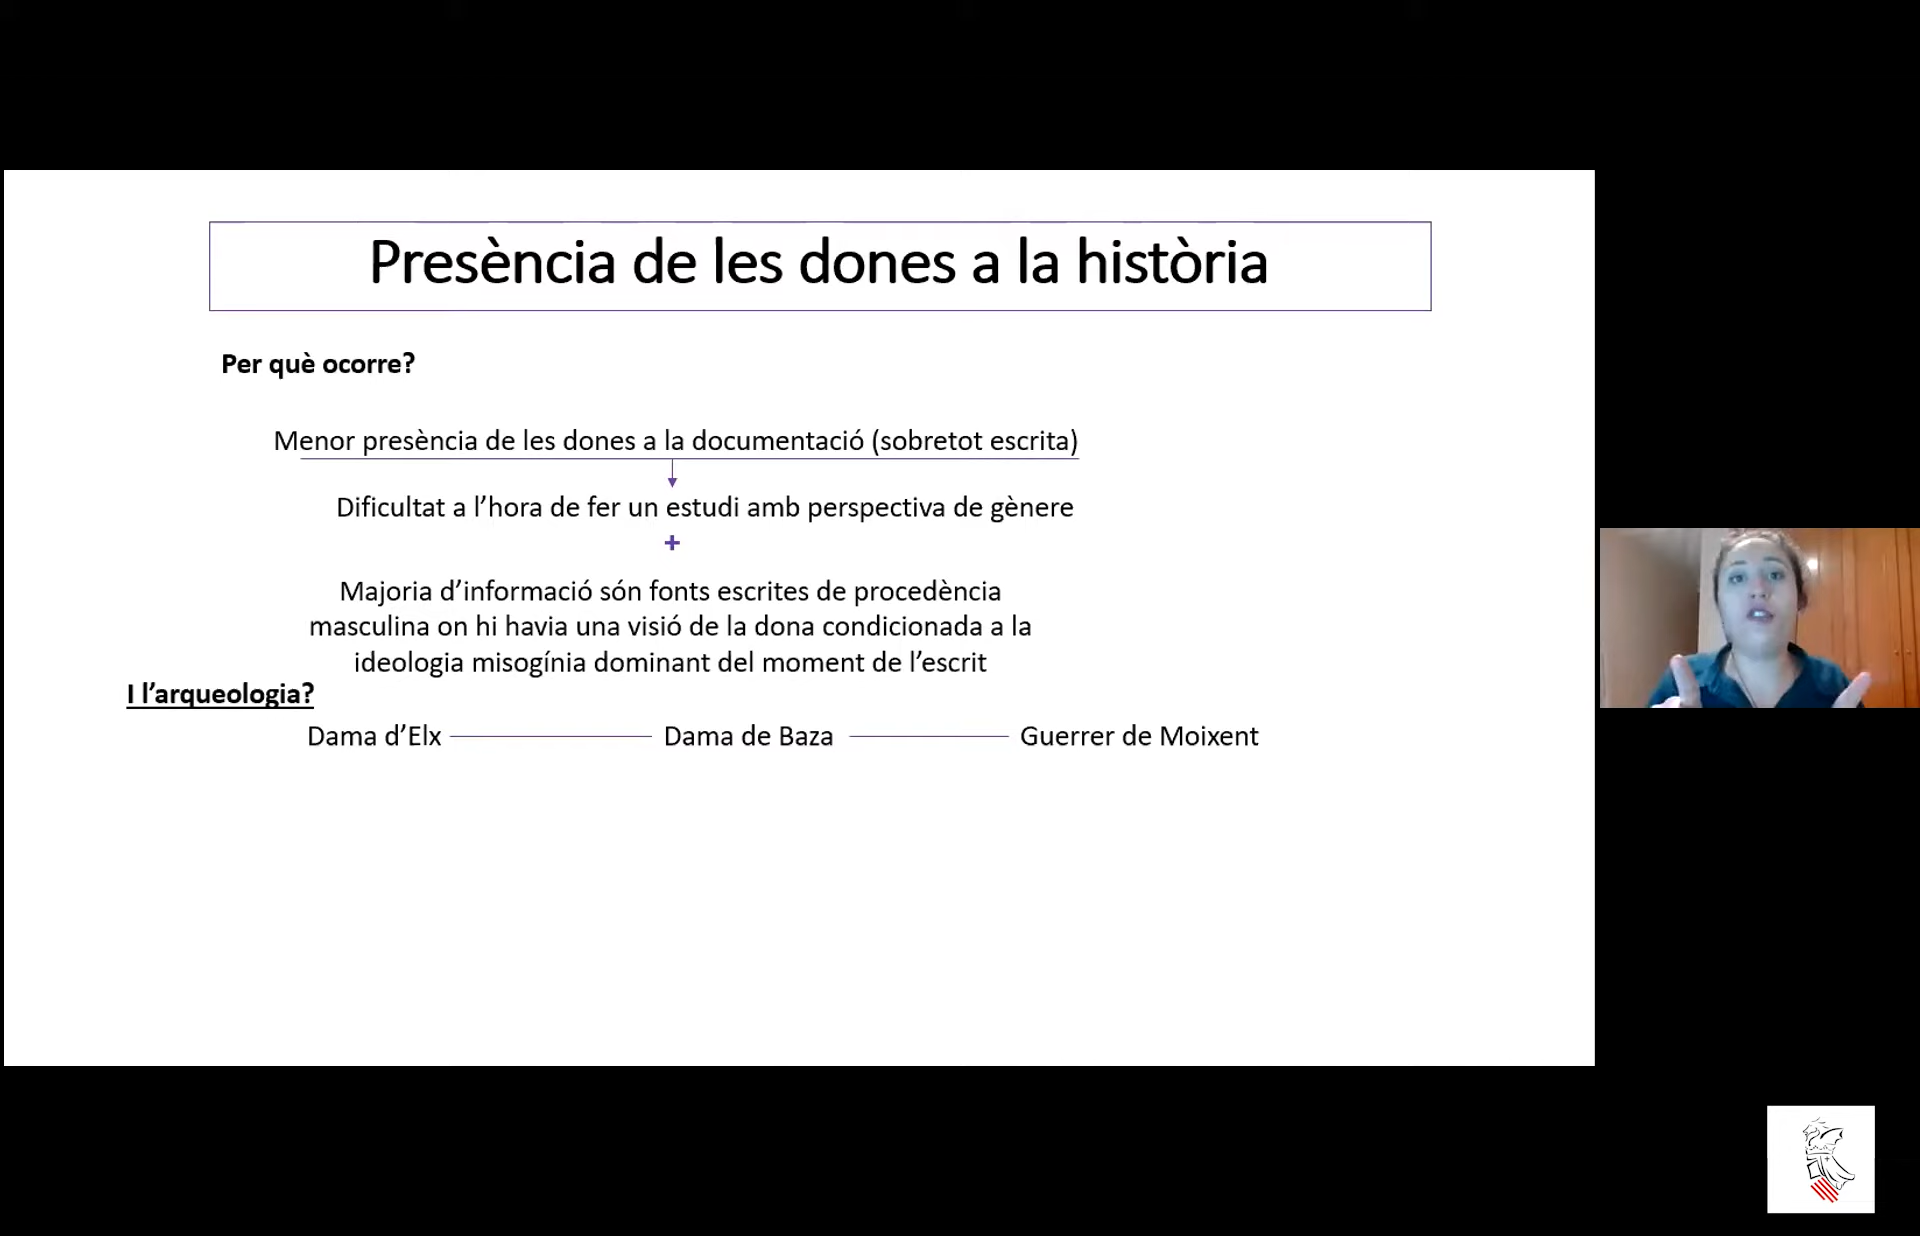 Presència de les dones a la història
Per què ocorre?
Menor presència de les dones a la documentació (sobretot escrita)
Dificultat a l’hora de fer un estudi amb perspectiva de gènere
+
Majoria d’informació són fonts escrites de procedència
masculina on hi havia una visió de la dona condicionada a la
ideologia misogínia dominant del moment de l’escrit
I l’arqueologia?
Dama d’Elx Dama de Baza Guerrer de Moixent